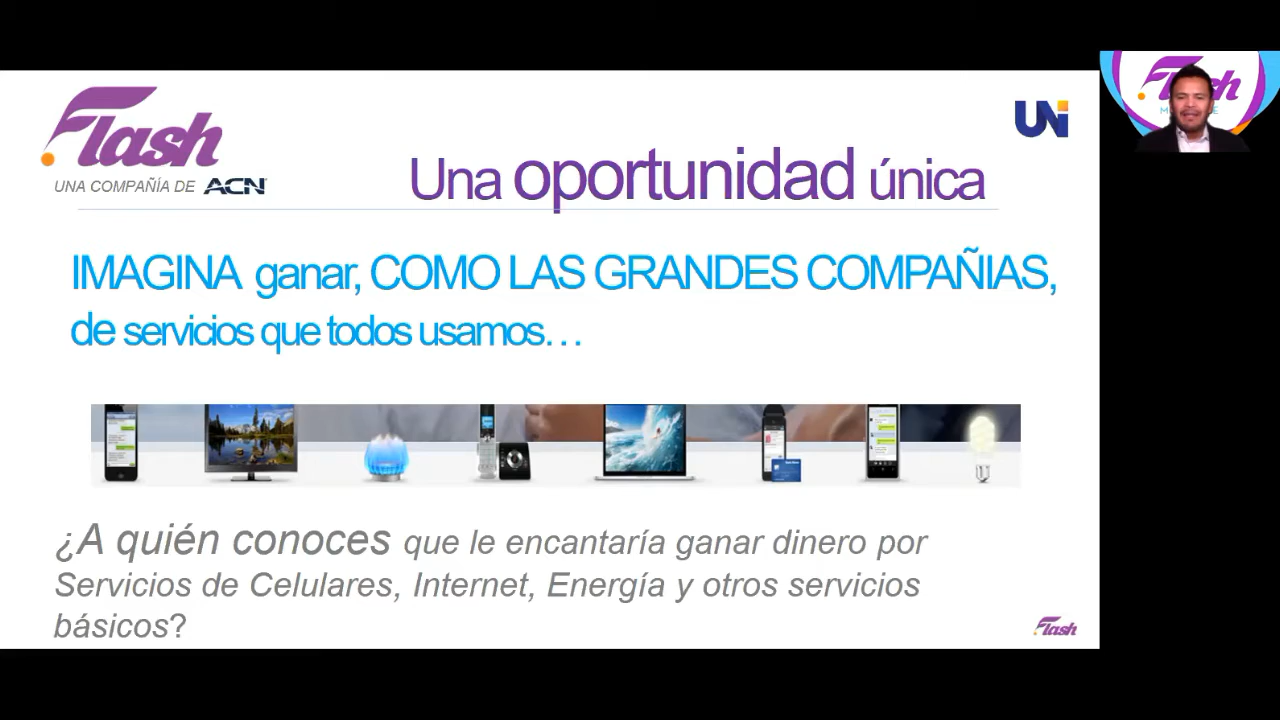 Flash
UNA COMPAÑÍA DE ACN
UNi
Una oportunidad única
IMAGINA ganar, COMO LAS GRANDES COMPAÑIAS,
de servicios que todos usamos...
¿A quién conoces que le encantaría ganar dinero por
Servicios de Celulares, Internet, Energía y otros servicios
básicos?
Flash